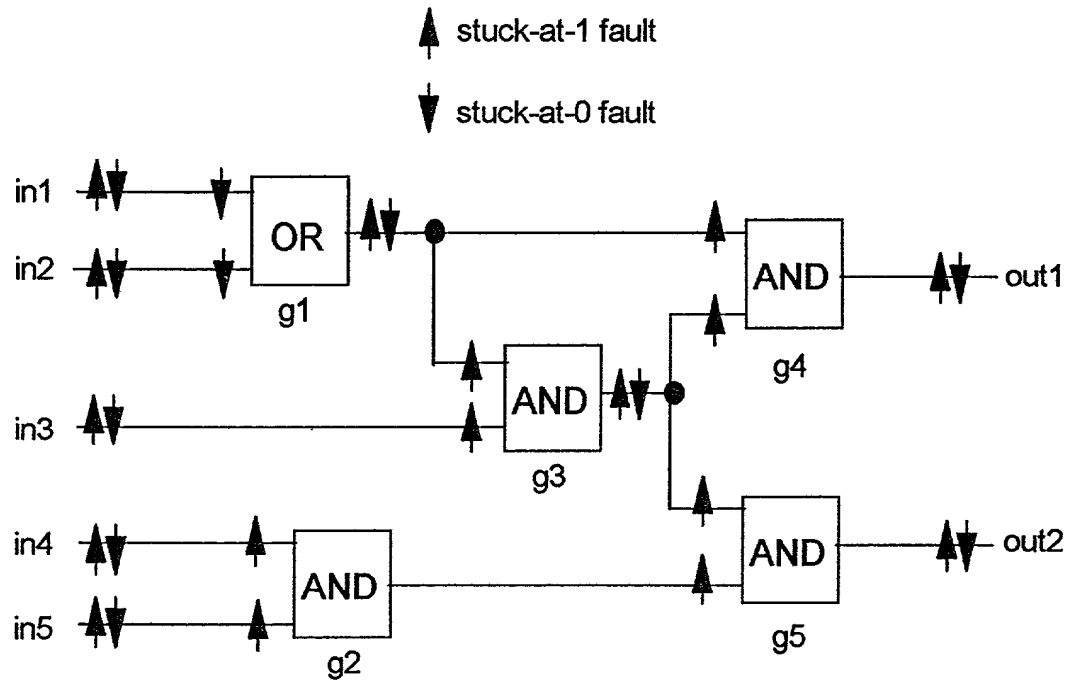 stuck-at-1 fault
stuck-at-0 fault
in1
in2
OR
g1
AND
out1
g4
in3
AND
g3
in4
in5
AND
g2
AND
out2
g5